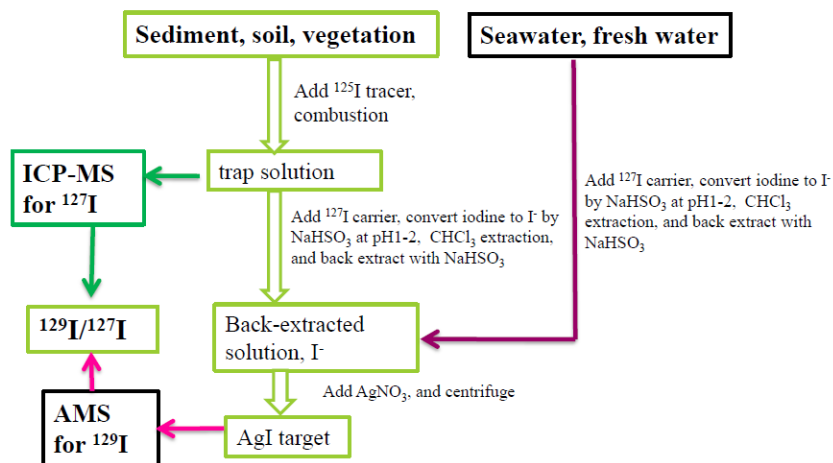 Sediment, soil, vegetation
Seawater, fresh water
Add ¹²⁵I tracer,
combustion
ICP-MS
for ¹²⁷I
trap solution
Add ¹²⁷I carrier, convert iodine to I⁻
by NaHSO₃ at pH1-2, CHCl₃
extraction, and back extract with
NaHSO₃
Add ¹²⁷I carrier, convert iodine to I⁻ by
NaHSO₃ at pH1-2, CHCl₃ extraction,
and back extract with NaHSO₃
¹²⁹I/¹²⁷I
Back-extracted
solution, I⁻
Add AgNO₃, and centrifuge
AMS
for ¹²⁹I
AgI target